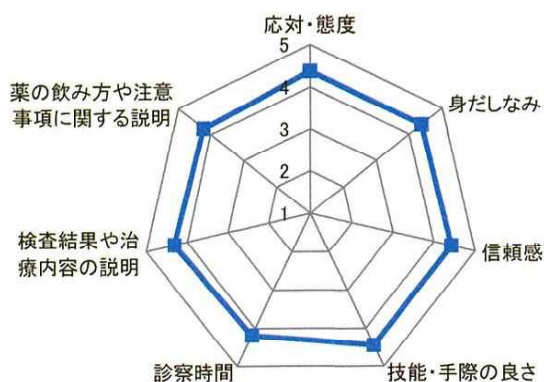 応対・態度
5
4
3
2
1
身だしなみ
信頼感
技能・手際の良さ
診察時間
検査結果や治
療内容の説明
薬の飲み方や注意
事項に関する説明